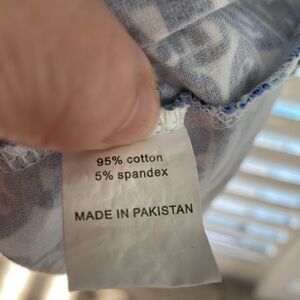 95% cotton
5% spandex
MADE IN PAKISTAN